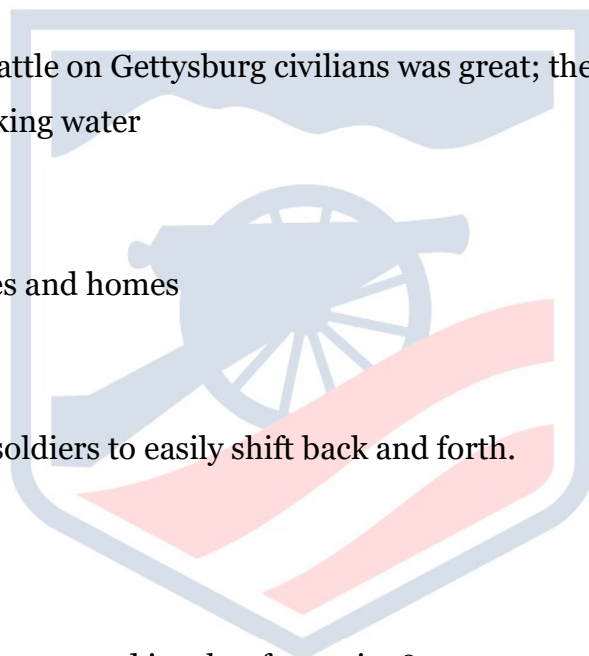 attle on Gettysburg civilians was great; the
king water
es and homes
soldiers to easily shift back and forth.